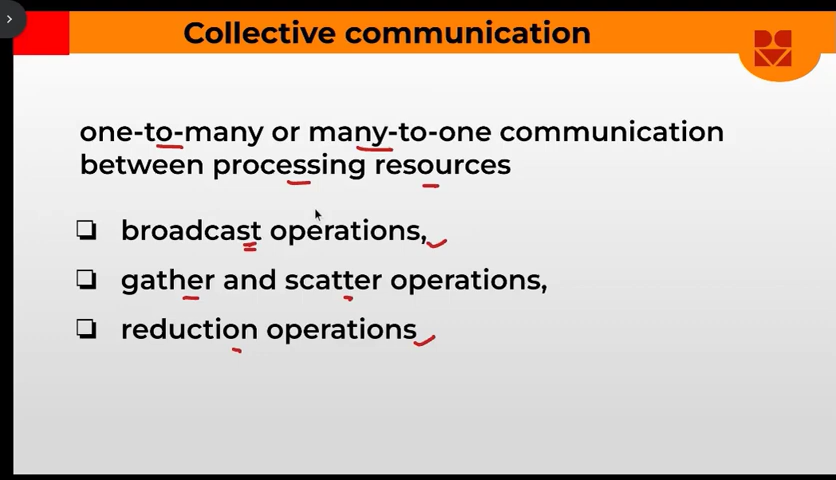 Collective communication
one-to-many or many-to-one communication
between processing resources
❏ broadcast operations,
❏ gather and scatter operations,
❏ reduction operations